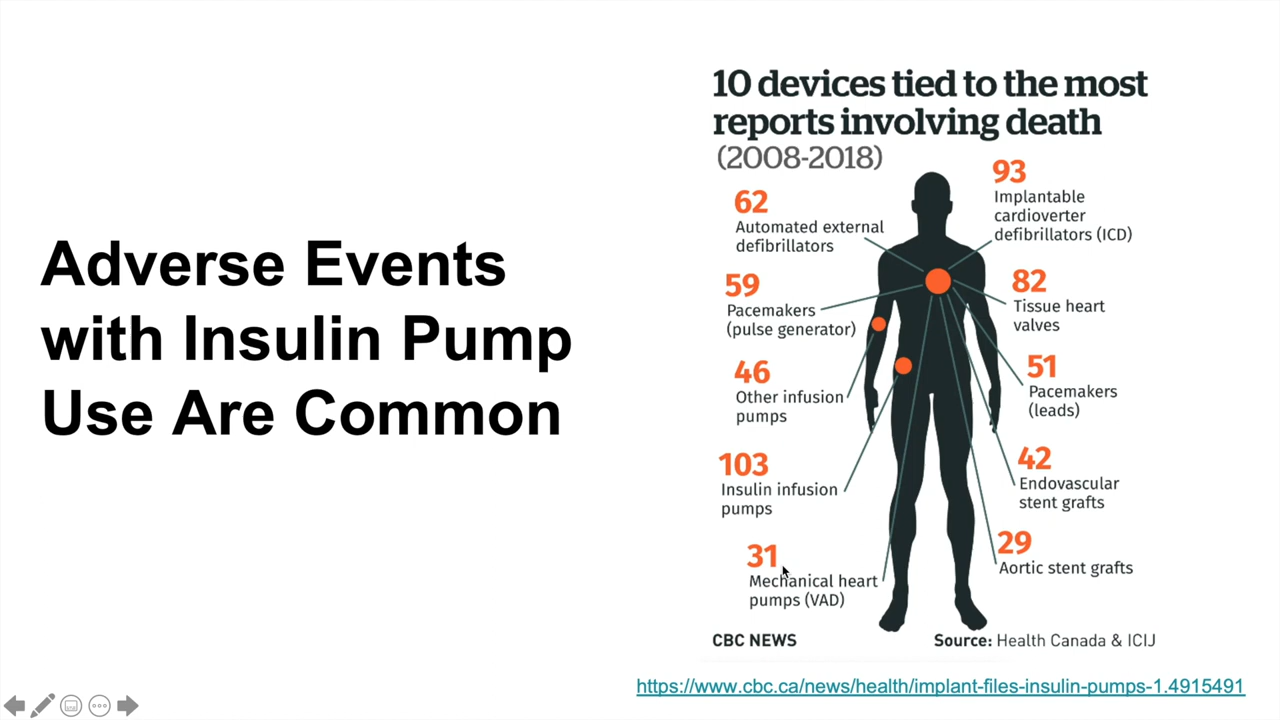 Adverse Events
with Insulin Pump
Use Are Common
10 devices tied to the most
reports involving death
(2008-2018)
62
Automated external
defibrillators
59
Pacemakers
(pulse generator)
46
Other infusion
pumps
103
Insulin infusion
pumps
31
Mechanical heart
pumps (VAD)
93
Implantable
cardioverter
defibrillators (ICD)
82
Tissue heart
valves
51
Pacemakers
(leads)
42
Endovascular
stent grafts
29
Aortic stent grafts
CBC NEWS
Source: Health Canada & ICIJ
https://www.cbc.ca/news/health/implant-files-insulin-pumps-1.4915491